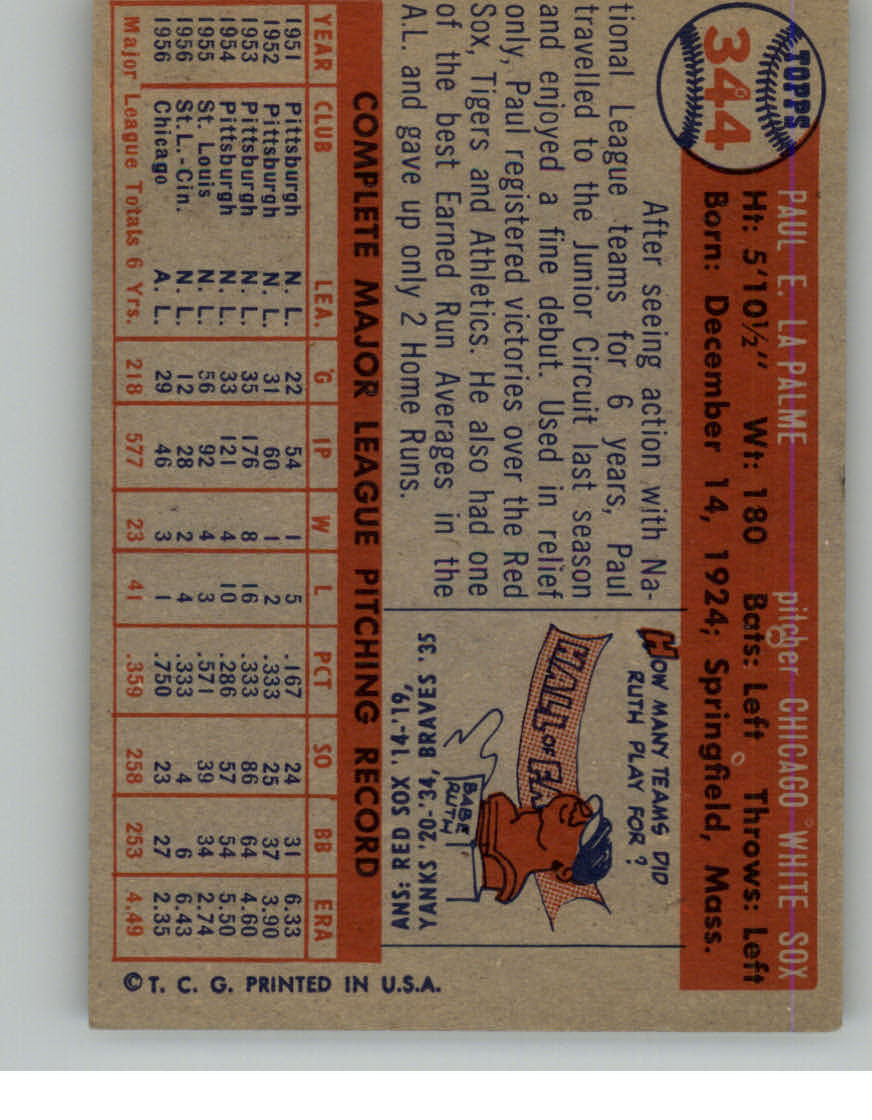 TOPPS
344
PAUL E. LA PALME pitcher CHICAGO WHITE SOX
Ht: 5'10½" Wt: 180 Bats: Left Throws: Left
Born: December 14, 1924; Springfield, Mass.
After seeing action with Na-
tional League teams for 6 years, Paul
travelled to the Junior Circuit last season
and enjoyed a fine debut. Used in relief
only, Paul registered victories over the Red
Sox, Tigers and Athletics. He also had one
of the best Earned Run Averages in the
A.L. and gave up only 2 Home Runs.
HOW MANY TEAMS DID
RUTH PLAY FOR?
HALL OF FA
BABE
RUTH
ANS: RED SOX '14-'19,
YANKS '20-'34, BRAVES '35
COMPLETE MAJOR LEAGUE PITCHING RECORD
YEAR CLUB LEA. G IP W L PCT SO BB ERA
1951 Pittsburgh N. L. 22 54 1 5 .167 24 31 6.33
1952 Pittsburgh N. L. 31 60 1 2 .333 25 37 3.90
1953 Pittsburgh N. L. 35 176 8 16 .333 86 64 4.60
1954 Pittsburgh N. L. 33 121 4 10 .286 57 54 5.50
1955 St. Louis N. L. 56 92 4 3 .571 39 34 2.74
1956 St. L. - Cin. N. L. 12 28 2 4 .333 4 6 6.43
1956 Chicago A. L. 29 46 3 1 .750 23 27 2.35
Major League Totals 6 Yrs. 218 577 23 41 .359 258 253 4.49
© T. C. G. PRINTED IN U.S.A.